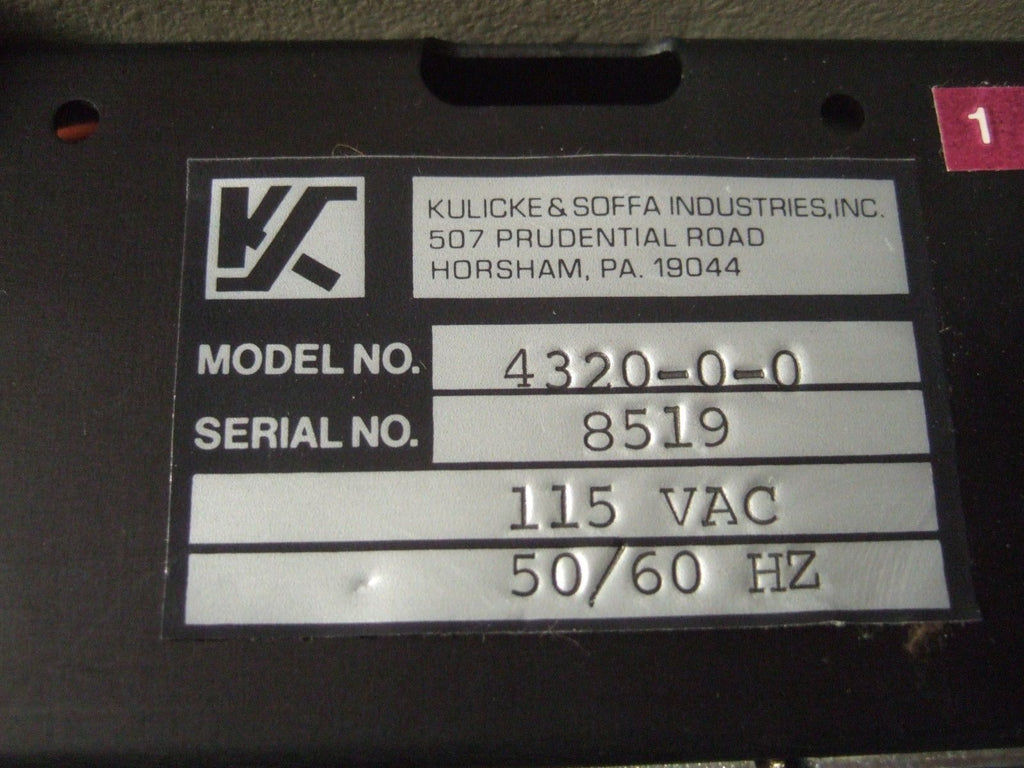 1
KULICKE & SOFFA INDUSTRIES, INC.
507 PRUDENTIAL ROAD
HORSHAM, PA. 19044
MODEL NO. 4320-0-0
SERIAL NO. 8519
115 VAC
50/60 HZ